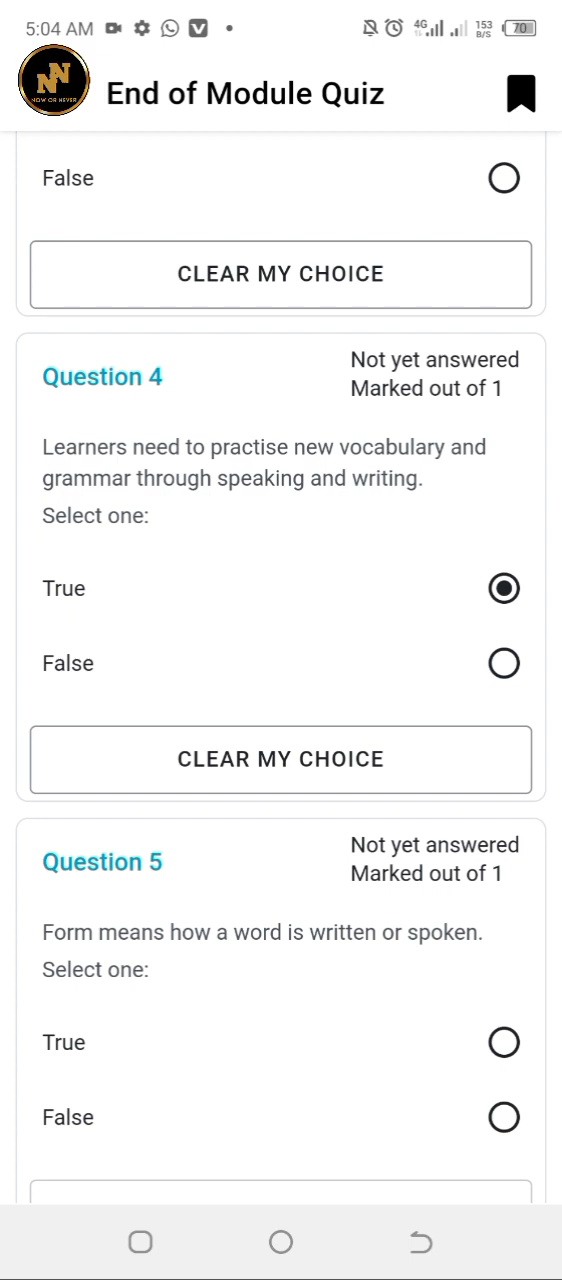 5:04 AM
4G
153
B/S
70
NN
NOW OR NEVER
End of Module Quiz
False
CLEAR MY CHOICE
Question 4
Not yet answered
Marked out of 1
Learners need to practise new vocabulary and
grammar through speaking and writing.
Select one:
True
False
CLEAR MY CHOICE
Question 5
Not yet answered
Marked out of 1
Form means how a word is written or spoken.
Select one:
True
False